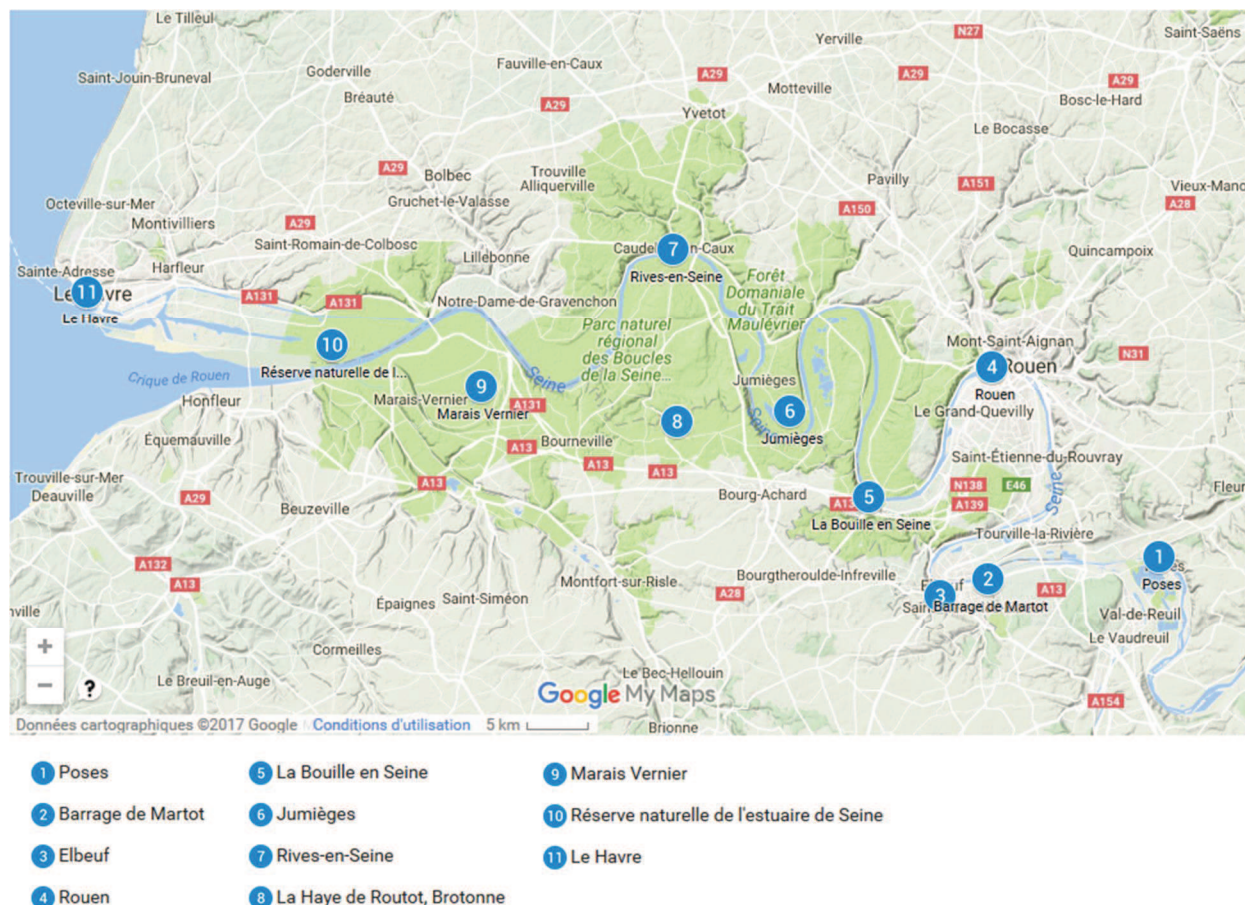 Le Tilleul
Yerville
N27
Saint-Saëns
Fauville-en-Caux
Goderville
Saint-Jouin-Bruneval
A29
A29
A29
Bréauté
Motteville
Bosc-le-Hard
A29
Yvetot
Le Bocasse
A29
Trouville
Alliquerville
Bolbec
Pavilly
A151
Vieux-Man
A28
Octeville-sur-Mer
Gruchet-le-Valasse
Montivilliers
A29
A150
Saint-Romain-de-Colbosc
Caudebec-en-Caux
7
Quincampoix
Lillebonne
Sainte-Adresse
Harfleur
Rives-en-Seine
Forêt
Domaniale
du Trait
Maulévrier
11
Le Havre
Le Havre
A131
A131
Notre-Dame-de-Gravenchon
Parc naturel
régional
des Boucles
de la Seine...
10
Mont-Saint-Aignan
N31
Réserve naturelle de l...
Seine
4
Rouen
Rouen
Crique de Rouen
9
Jumièges
Honfleur
Marais-Vernier
Marais Vernier
A131
Seine
6
Jumièges
Le Grand-Quevilly
8
Équemauville
A13
Bourneville
A13
A13
Saint-Étienne-du-Rouvray
Trouville-sur-Mer
Deauville
A29
A13
Bourg-Achard
5
La Bouille en Seine
N138
E46
A139
Seine
Fleur
Beuzeville
Tourville-la-Rivière
A132
A13
Montfort-sur-Risle
Bourgtheroulde-Infreville
1
Poses
2
Barrage de Martot
3
A13
Épaignes
Saint-Siméon
A28
Val-de-Reuil
Le Vaudreuil
nville
Cormeilles
Le Breuil-en-Auge
Le Bec-Hellouin
A154
Brionne
+
−
?
Google My Maps
Données cartographiques ©2017 Google
Conditions d'utilisation
5 km
1 Poses
2 Barrage de Martot
3 Elbeuf
4 Rouen
5 La Bouille en Seine
6 Jumièges
7 Rives-en-Seine
8 La Haye de Routot, Brotonne
9 Marais Vernier
10 Réserve naturelle de l'estuaire de Seine
11 Le Havre